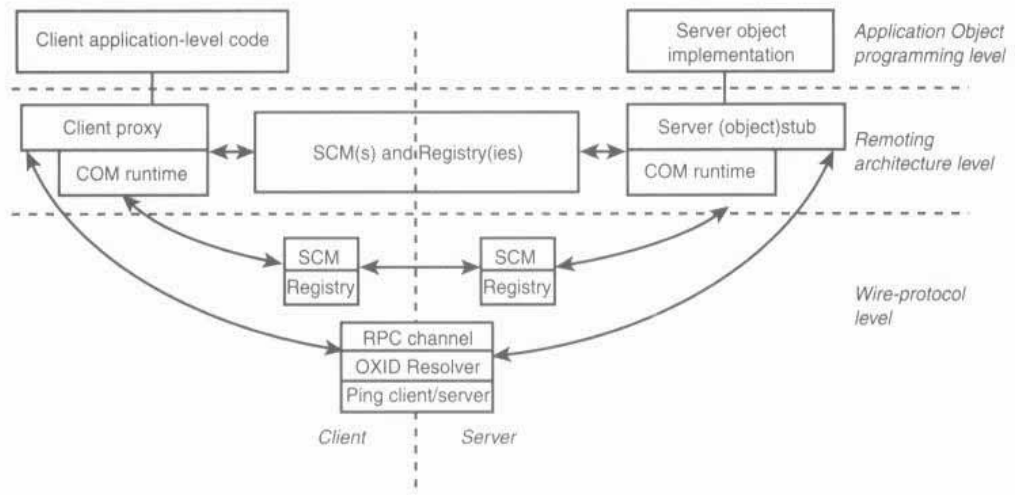 Client application-level code
Server object
implementation
Application Object
programming level
Client proxy
COM runtime
SCM(s) and Registry(ies)
Server (object)stub
COM runtime
Remoting
architecture level
SCM
Registry
SCM
Registry
Wire-protocol
level
RPC channel
OXID Resolver
Ping client/server
Client
Server